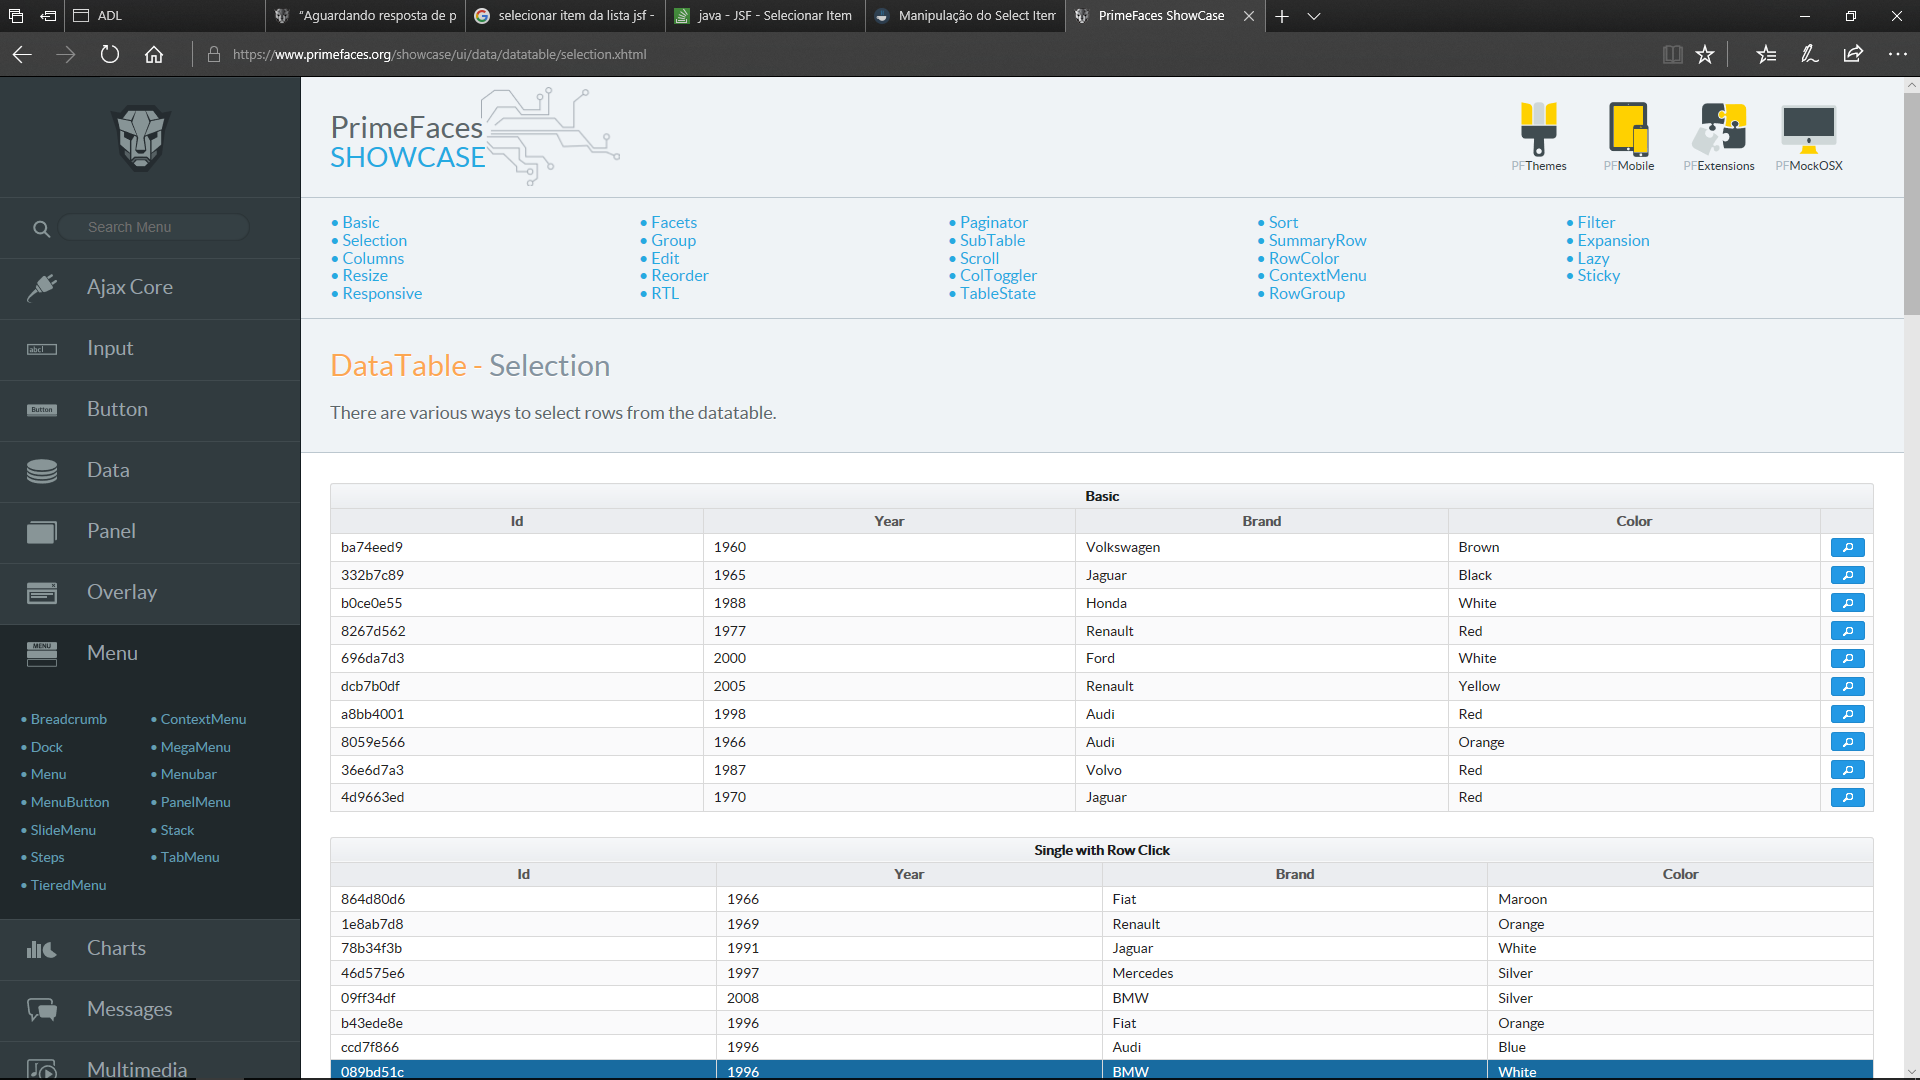 ADL
“Aguardando resposta de p
selecionar item da lista jsf -
java - JSF - Selecionar Item
Manipulação do Select Item
PrimeFaces ShowCase
https://www.primefaces.org/showcase/ui/data/datatable/selection.xhtml
PrimeFaces
SHOWCASE
PFThemes
PFMobile
PFExtensions
PFMockOSX
Search Menu
Ajax Core
abcl
Input
Button
Button
Data
Panel
Overlay
MENU
Menu
• Breadcrumb • ContextMenu
• Dock • MegaMenu
• Menu • Menubar
• MenuButton • PanelMenu
• SlideMenu • Stack
• Steps • TabMenu
• TieredMenu
Charts
Messages
Multimedia
• Basic • Facets • Paginator • Sort • Filter
• Selection • Group • SubTable • SummaryRow • Expansion
• Columns • Edit • Scroll • RowColor • Lazy
• Resize • Reorder • ColToggler • ContextMenu • Sticky
• Responsive • RTL • TableState • RowGroup
DataTable - Selection
There are various ways to select rows from the datatable.
Basic
Id Year Brand Color
ba74eed9 1960 Volkswagen Brown
332b7c89 1965 Jaguar Black
b0ce0e55 1988 Honda White
8267d562 1977 Renault Red
696da7d3 2000 Ford White
dcb7b0df 2005 Renault Yellow
a8bb4001 1998 Audi Red
8059e566 1966 Audi Orange
36e6d7a3 1987 Volvo Red
4d9663ed 1970 Jaguar Red
Single with Row Click
Id Year Brand Color
864d80d6 1966 Fiat Maroon
1e8ab7d8 1969 Renault Orange
78b34f3b 1991 Jaguar White
46d575e6 1997 Mercedes Silver
09ff34df 2008 BMW Silver
b43ede8e 1996 Fiat Orange
ccd7f866 1996 Audi Blue
089bd51c 1996 BMW White